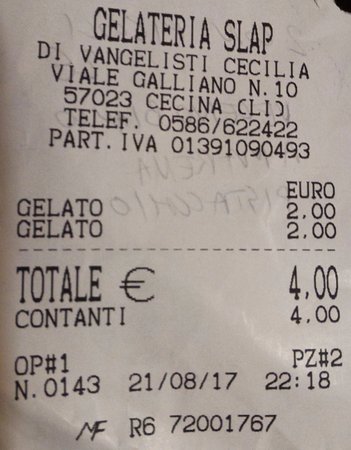 GELATERIA SLAP
DI VANGELISTI CECILIA
VIALE GALLIANO N.10
57023 CECINA (LI)
TELEF. 0586/622422
PART.IVA 01391090493
EURO
GELATO 2.00
GELATO 2.00
TOTALE € 4,00
CONTANTI 4.00
OP#1 PZ#2
N.0143 21/08/17 22:18
MF R6 72001767